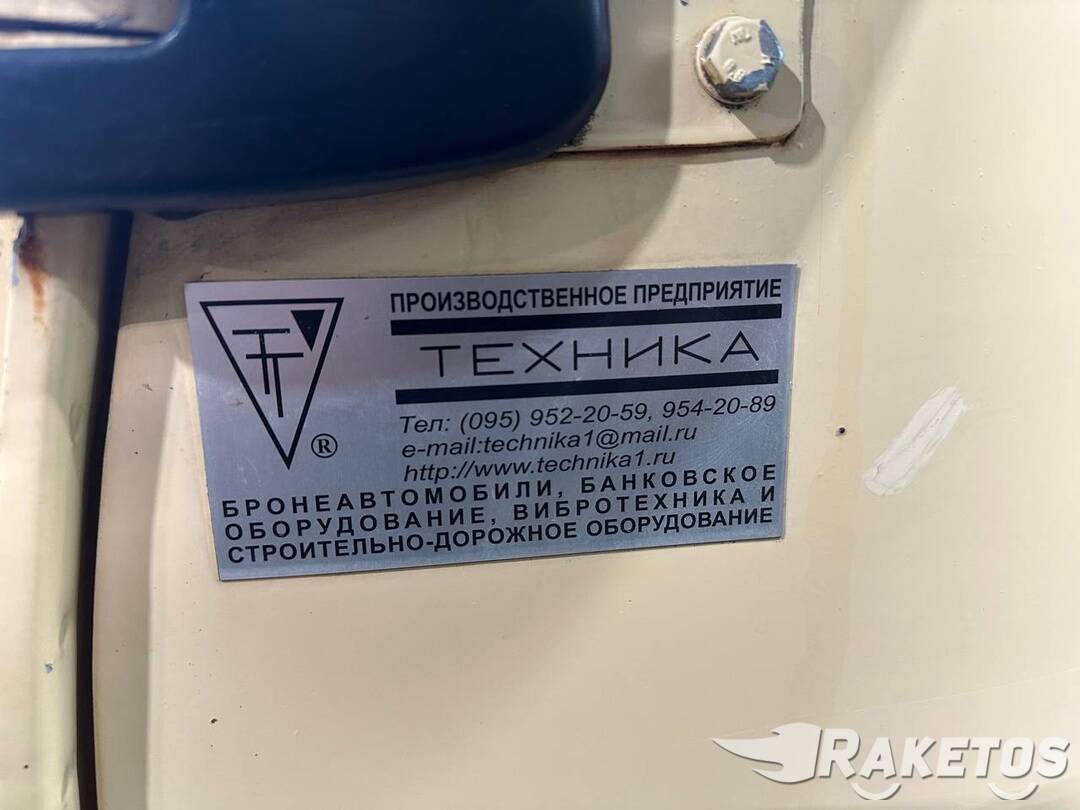 ПРОИЗВОДСТВЕННОЕ ПРЕДПРИЯТИЕ
ТЕХНИКА
Тел: (095) 952-20-59, 954-20-89
e-mail:technika1@mail.ru
http://www.technika1.ru
®
БРОНЕАВТОМОБИЛИ, БАНКОВСКОЕ
ОБОРУДОВАНИЕ, ВИБРОТЕХНИКА И
СТРОИТЕЛЬНО-ДОРОЖНОЕ ОБОРУДОВАНИЕ
RAKETOS